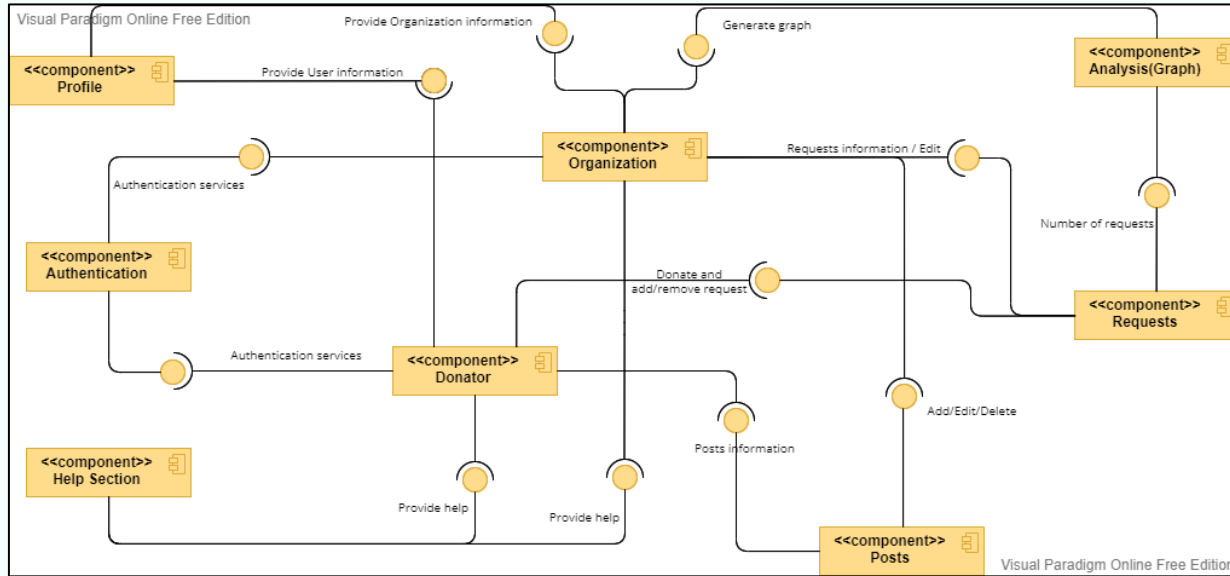 Visual Paradigm Online Free Edition
Provide Organization information
Generate graph
<<component>>
Profile
Provide User information
<<component>>
Analysis(Graph)
<<component>>
Organization
Requests information / Edit
Authentication services
Number of requests
<<component>>
Authentication
Donate and
add/remove request
<<component>>
Requests
Authentication services
<<component>>
Donator
Add/Edit/Delete
Posts information
<<component>>
Help Section
Provide help
Provide help
<<component>>
Posts
Visual Paradigm Online Free Edition